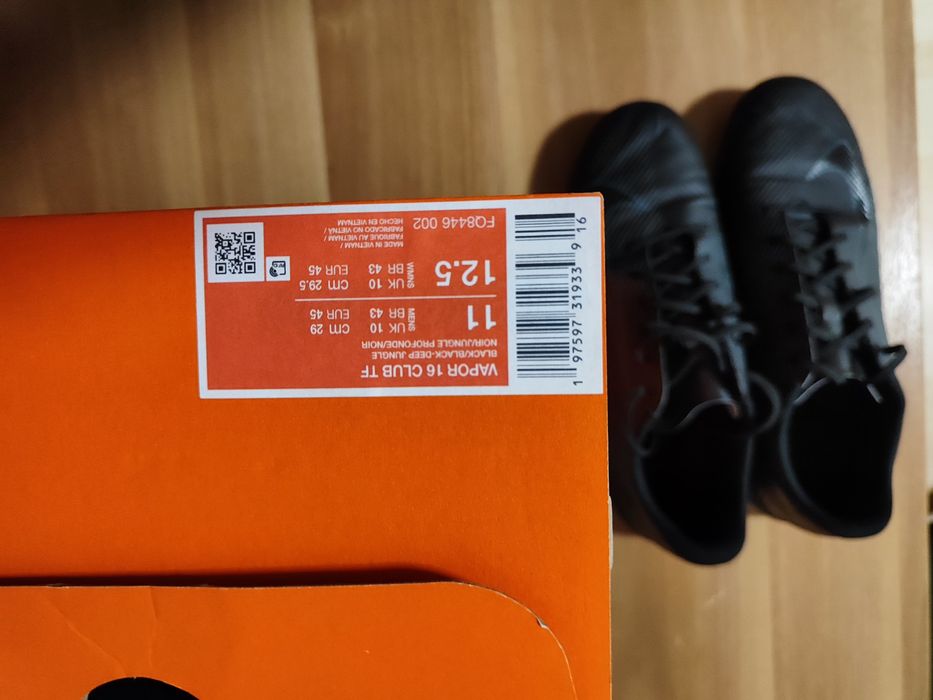 VAPOR 16 CLUB TF
BLACK/BLACK-DEEP JUNGLE
NOIR/JUNGLE PROFONDE/NOIR
11 MENS UK 10 cm 29
BR 43 EUR 45
12.5 WMNS UK 10 cm 29.5
BR 43 EUR 45
MADE IN VIETNAM /
FABRIQUÉ AU VIETNAM /
FABRICADO NO VIETNÃ /
HECHO EN VIETNAM
FQ8446 002
1 97597 31933 9 16